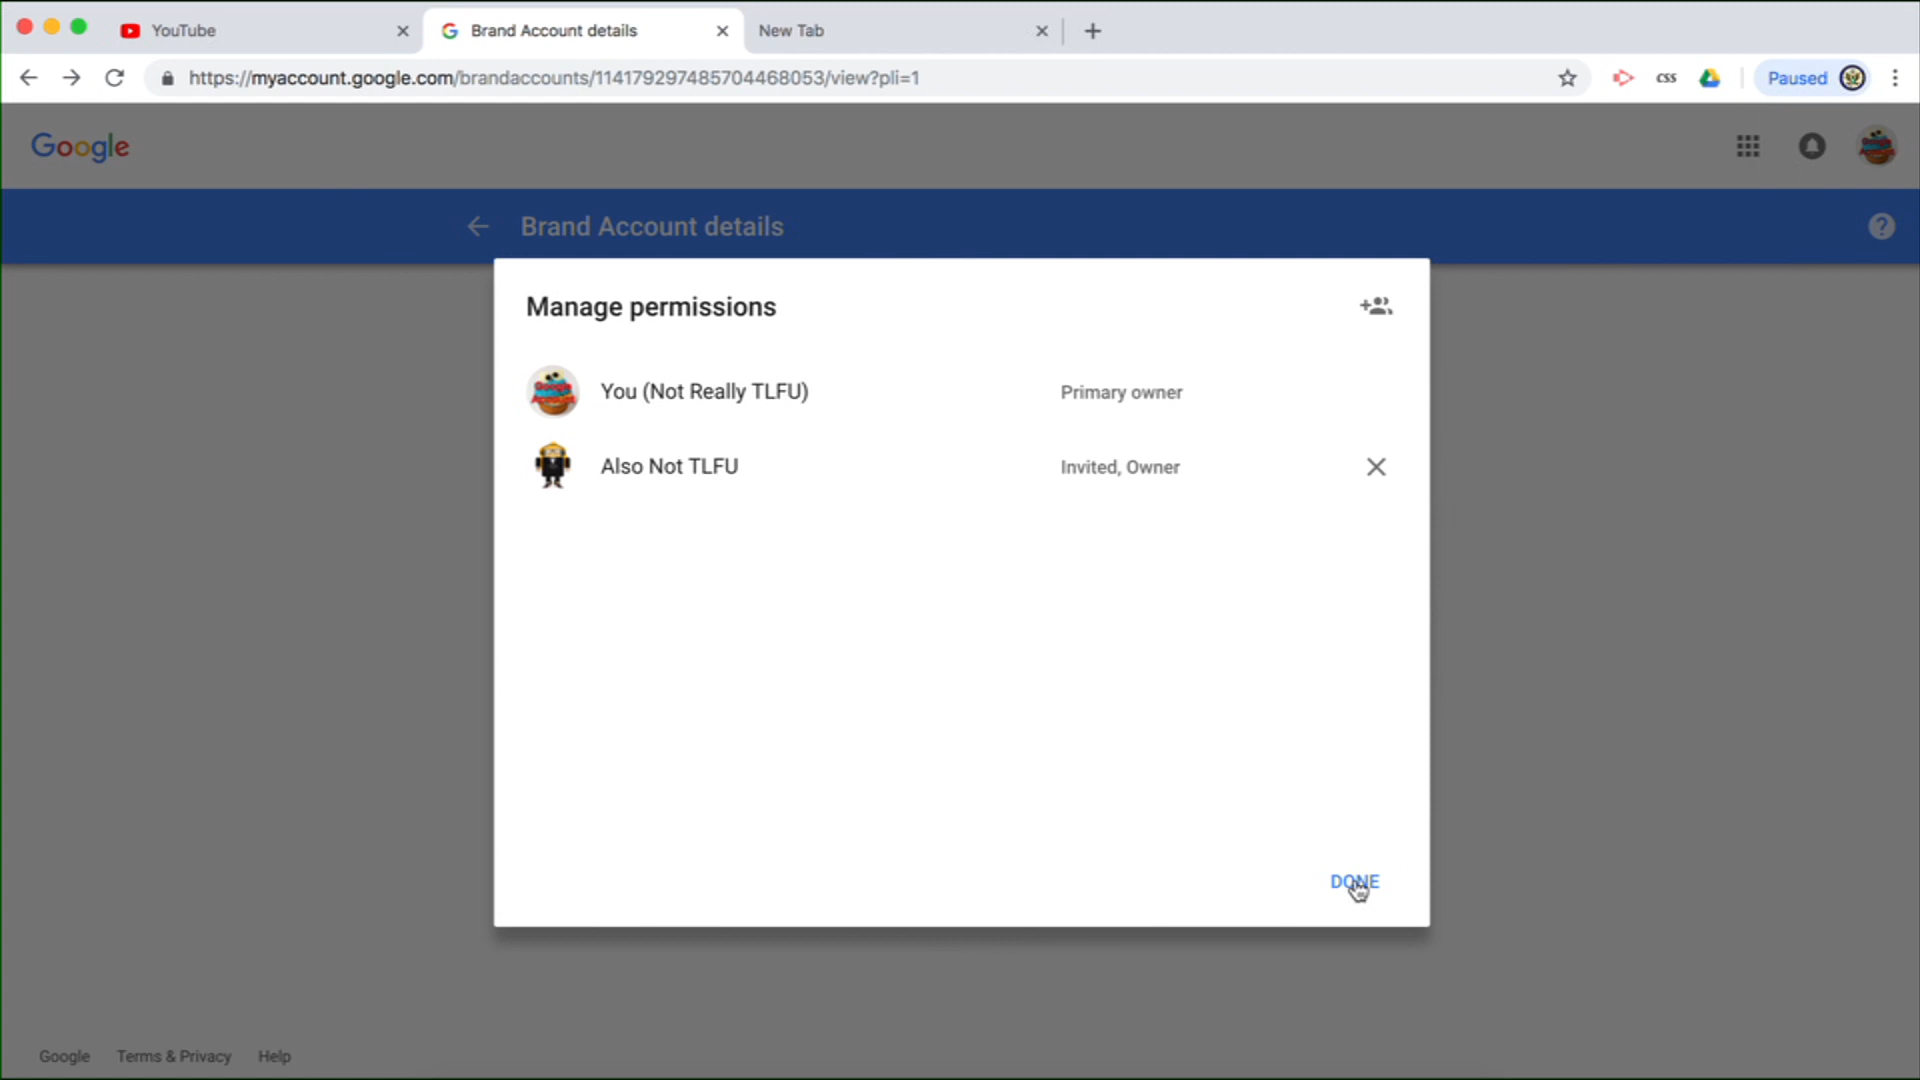 YouTube
Brand Account details
New Tab
https://myaccount.google.com/brandaccounts/114179297485704468053/view?pli=1
css
Paused
Google
Brand Account details
Manage permissions
You (Not Really TLFU)
Primary owner
Also Not TLFU
Invited, Owner
DONE
Google
Terms & Privacy
Help